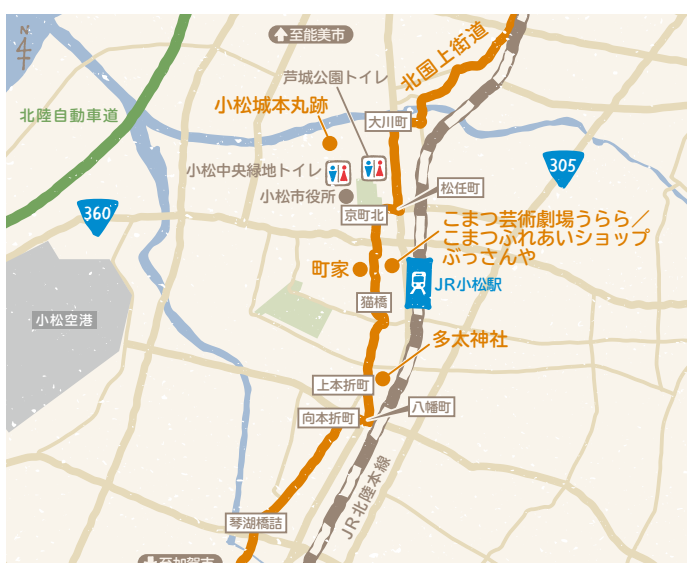 N
至能美市
北国上街道
芦城公園トイレ
小松城本丸跡
北陸自動車道
大川町
305
小松中央緑地トイレ
松任町
小松市役所
360
京町北
こまつ芸術劇場うらら／
こまつふれあいショップ
ぶっさんや
町家
JR小松駅
猫橋
小松空港
多太神社
上本折町
八幡町
向本折町
JR北陸本線
琴湖橋詰
至加賀市